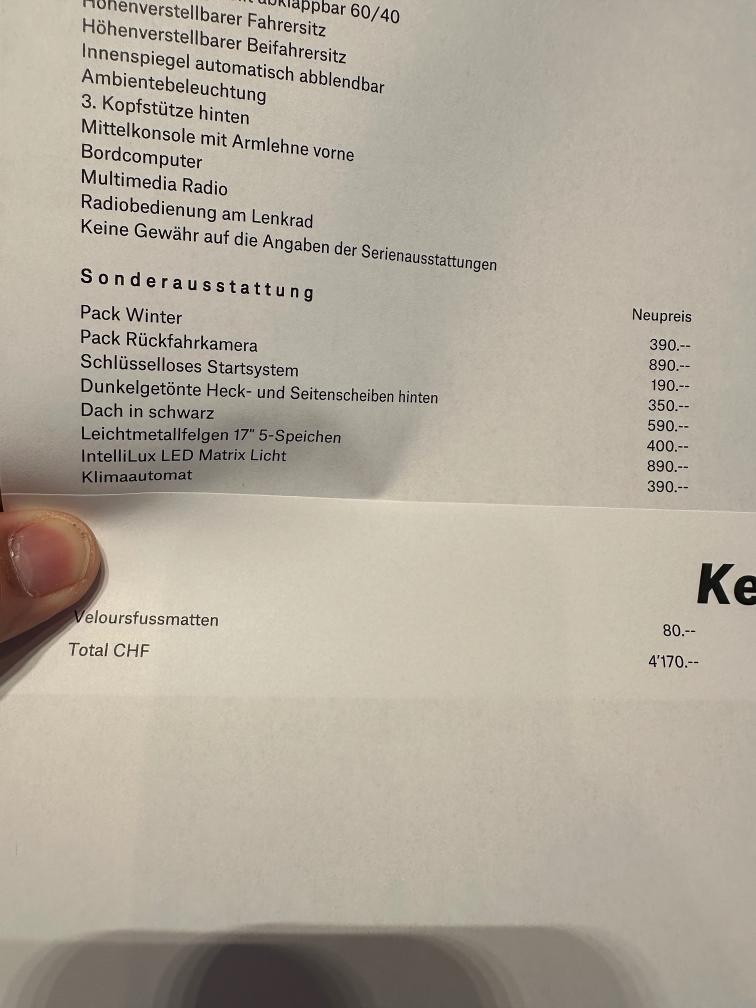 abklappbar 60/40
Höhenverstellbarer Fahrersitz
Höhenverstellbarer Beifahrersitz
Innenspiegel automatisch abblendbar
Ambientebeleuchtung
3. Kopfstütze hinten
Mittelkonsole mit Armlehne vorne
Bordcomputer
Multimedia Radio
Radiobedienung am Lenkrad
Keine Gewähr auf die Angaben der Serienausstattungen
Sonderausstattung
Neupreis
Pack Winter 390.--
Pack Rückfahrkamera 890.--
Schlüsselloses Startsystem 190.--
Dunkelgetönte Heck- und Seitenscheiben hinten 350.--
Dach in schwarz 590.--
Leichtmetallfelgen 17" 5-Speichen 400.--
IntelliLux LED Matrix Licht 890.--
Klimaautomat 390.--
Ke
Veloursfussmatten 80.--
Total CHF 4'170.--